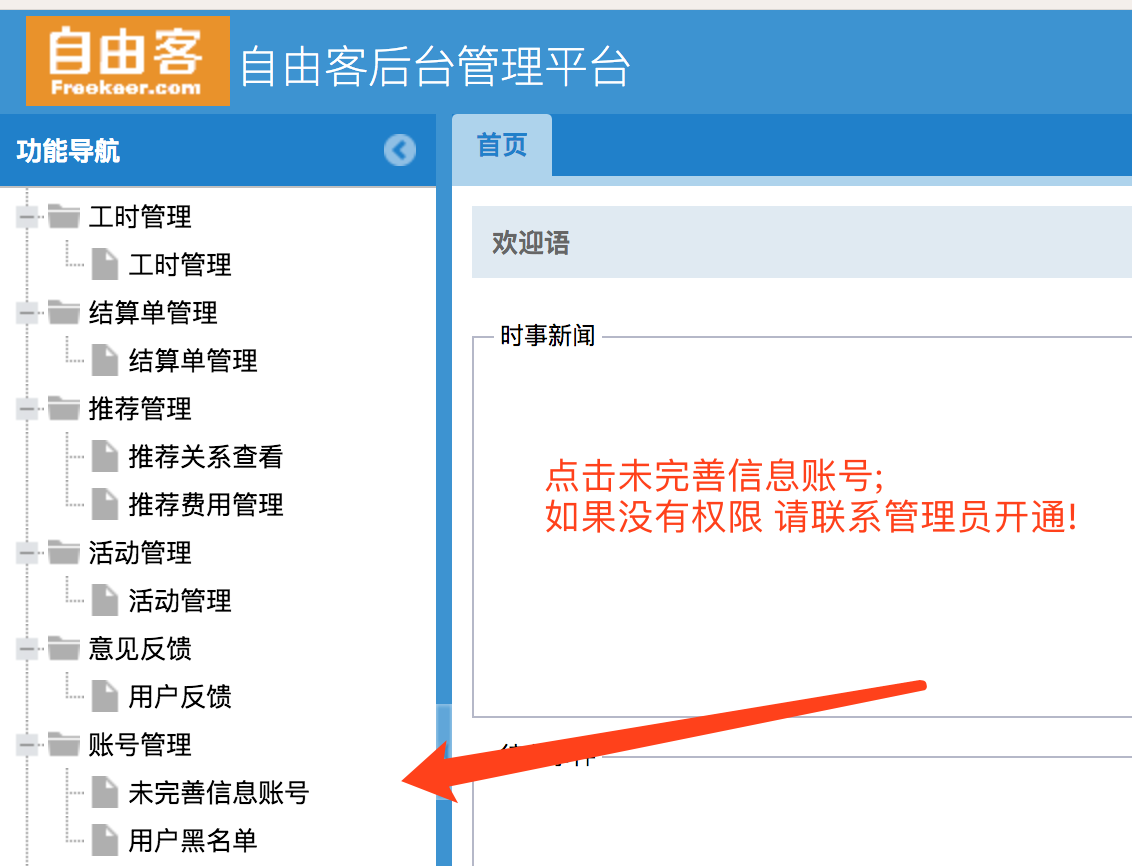 自由客
Freekaer.com
自由客后台管理平台
功能导航
首页
工时管理
工时管理
结算单管理
结算单管理
推荐管理
推荐关系查看
推荐费用管理
活动管理
活动管理
意见反馈
用户反馈
账号管理
未完善信息账号
用户黑名单
欢迎语
时事新闻
点击未完善信息账号;
如果没有权限 请联系管理员开通!